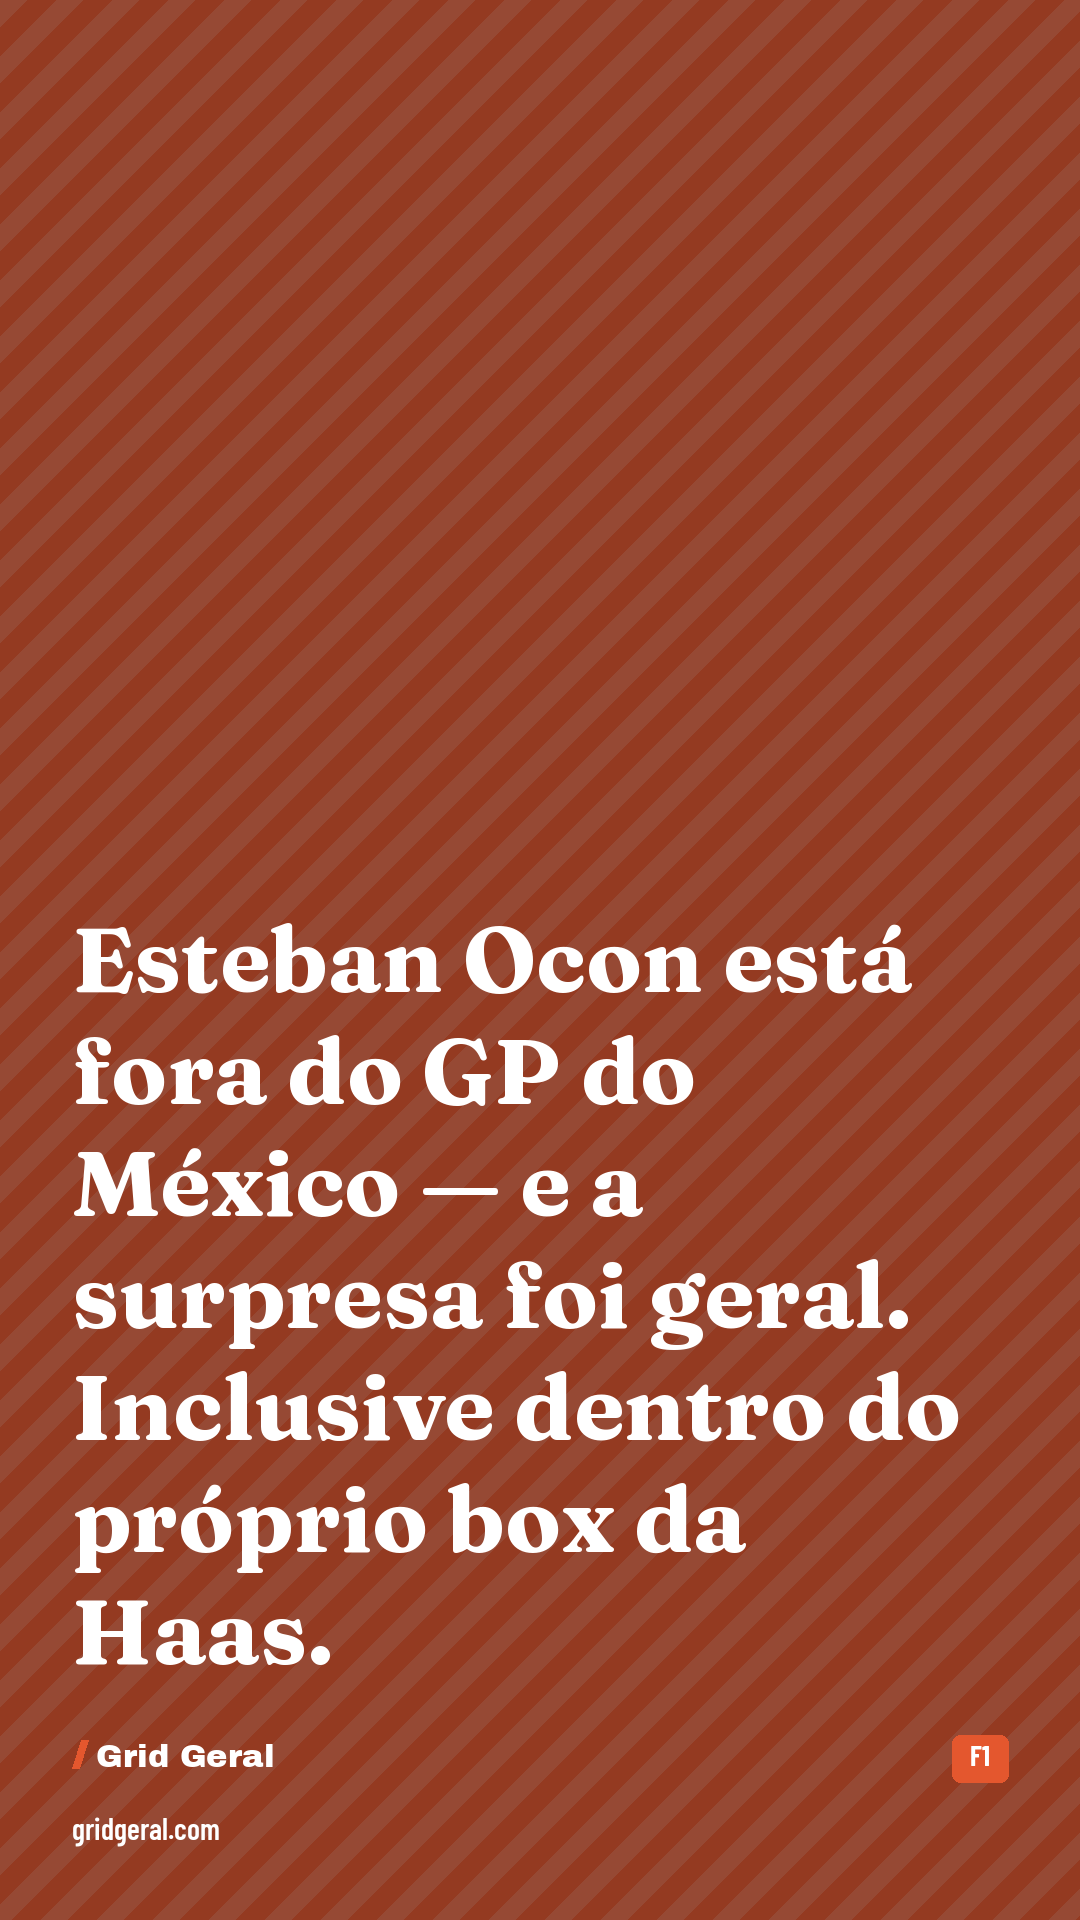 Esteban Ocon está
fora do GP do
México — e a
surpresa foi geral.
Inclusive dentro do
próprio box da
Haas.
Grid Geral
F1
gridgeral.com